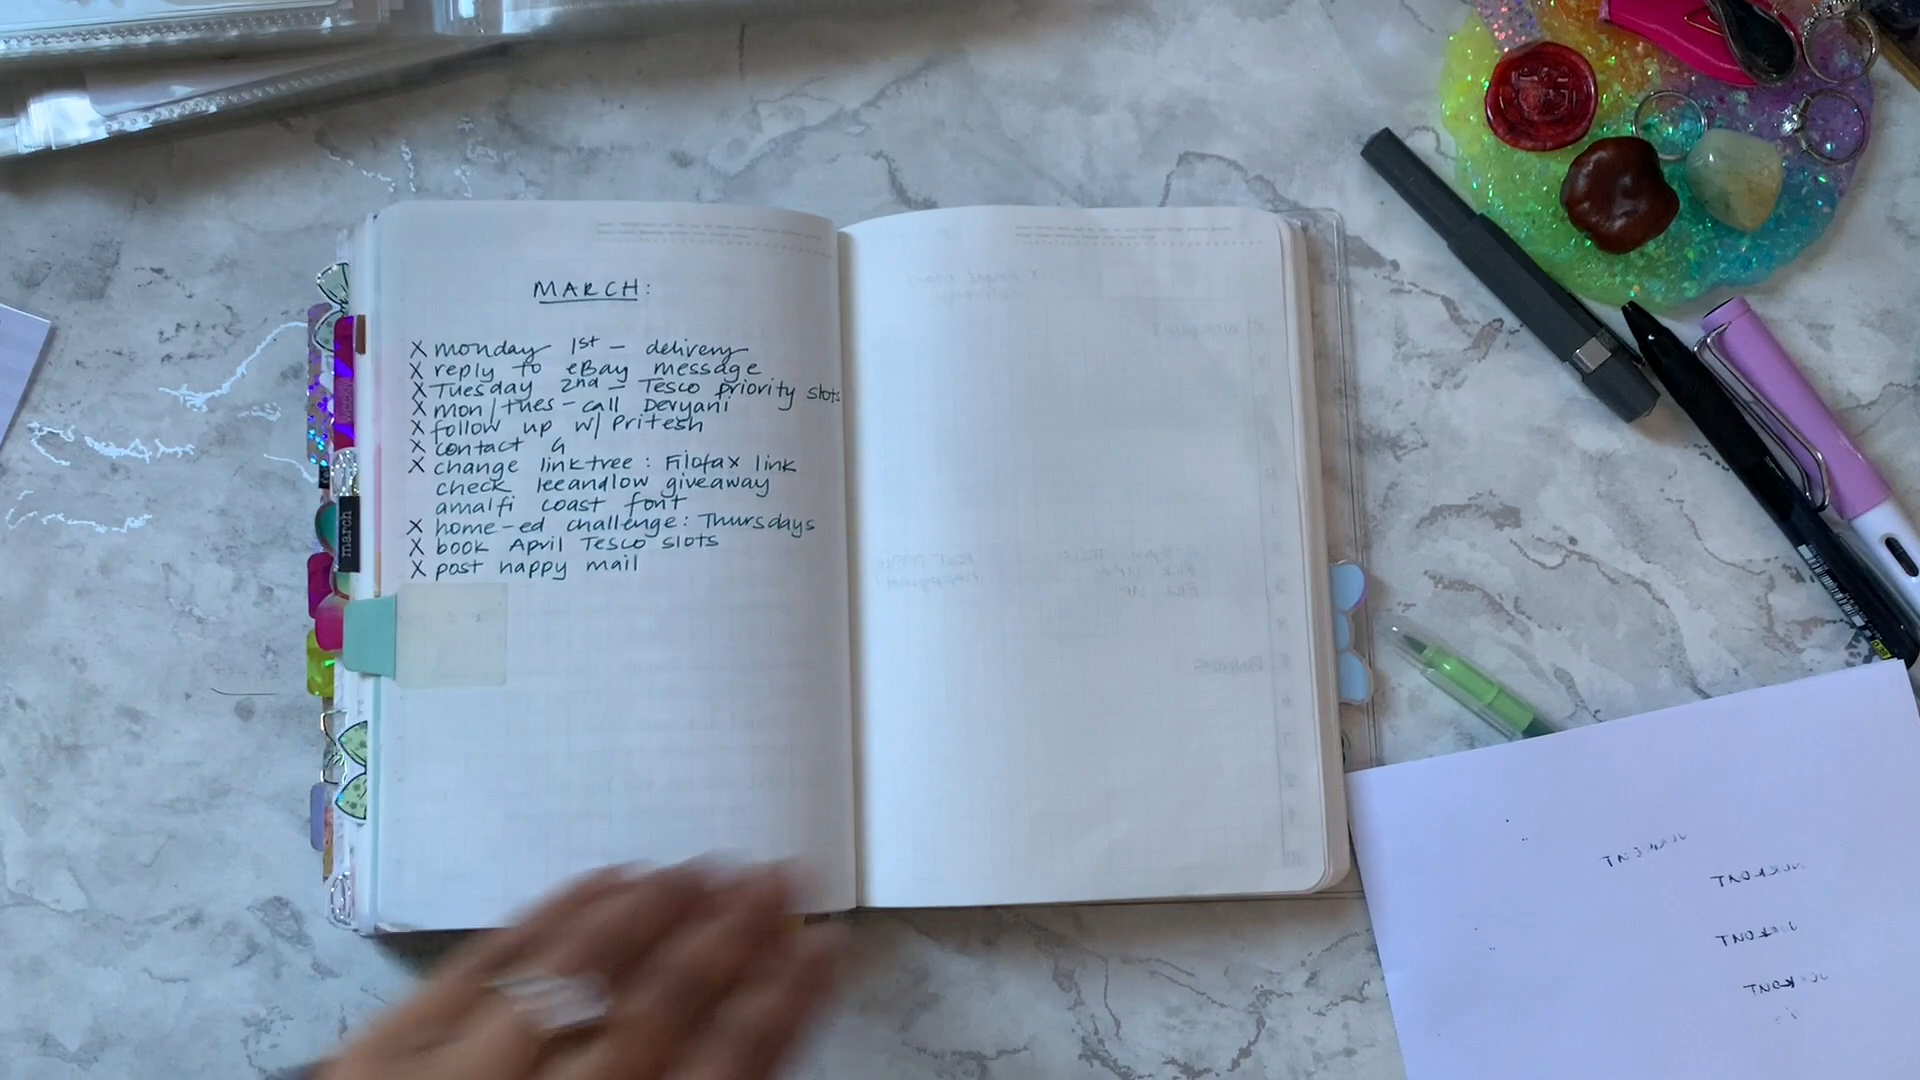 MARCH:
X monday 1st - delivery
X reply to eBay message
X Tuesday 2nd - Tesco priority slots
X mon/tues - call Devyani
X follow up w/ Pritesh
X contact G
X change linktree: Filofax link
check leeandlow giveaway
amalfi coast font
X home-ed challenge: Thursdays
X book April Tesco slots
X post happy mail
march